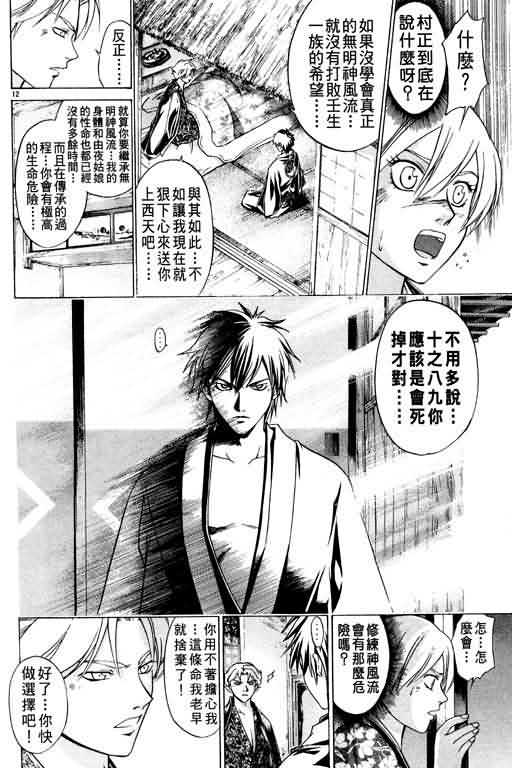 什麼？
村正到底在
說什麼呀？
如果沒學會真正
的無明神風流…
就沒有打敗壬生
一族的希望……
與其如此…不
如讓我現在就
狠下心來送你
上西天吧……
反正……
就算你要繼承無
明神風流…我的
身體和由夜姑娘
的性命也都已經
沒有多餘時間…
而且在傳承的過
程…你會有極高
的生命危險……
12
不用多說…
十之八九你
應該是會死
掉才對……
…
怎…怎
麼會…
修練神風流
會有那麼危
險嗎？
…
你用不著擔心我
…這條命我老早
就捨棄了！
好了…你快
做選擇吧！